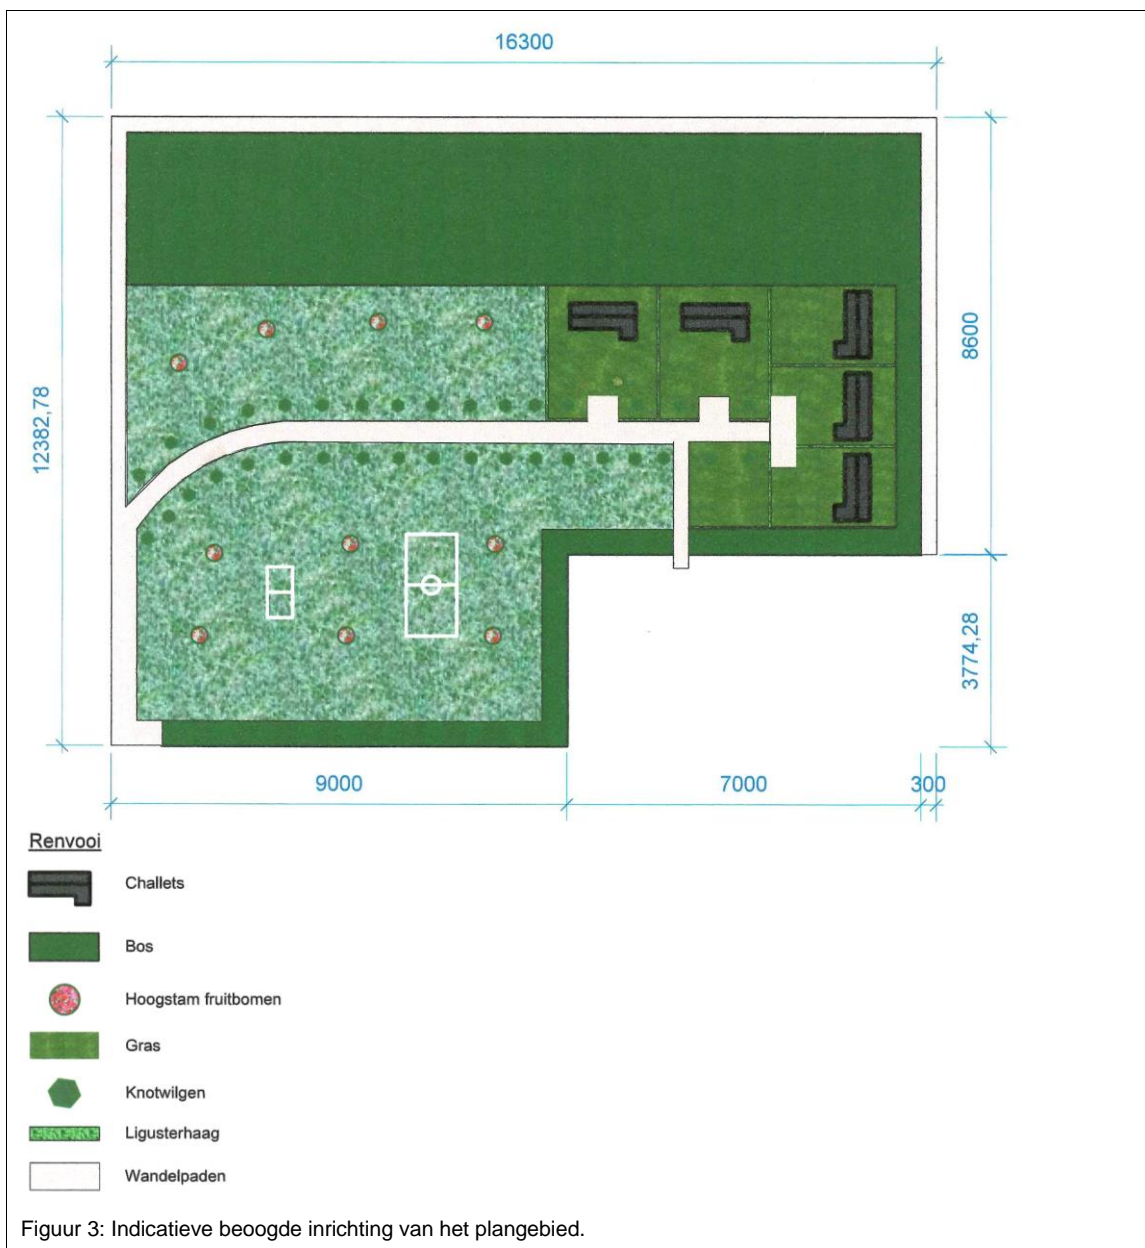 16300
12382,78
8600
3774,28
9000
7000
300
Renvooi
Challets
Bos
Hoogstam fruitbomen
Gras
Knotwilgen
Ligusterhaag
Wandelpaden
Figuur 3: Indicatieve beoogde inrichting van het plangebied.